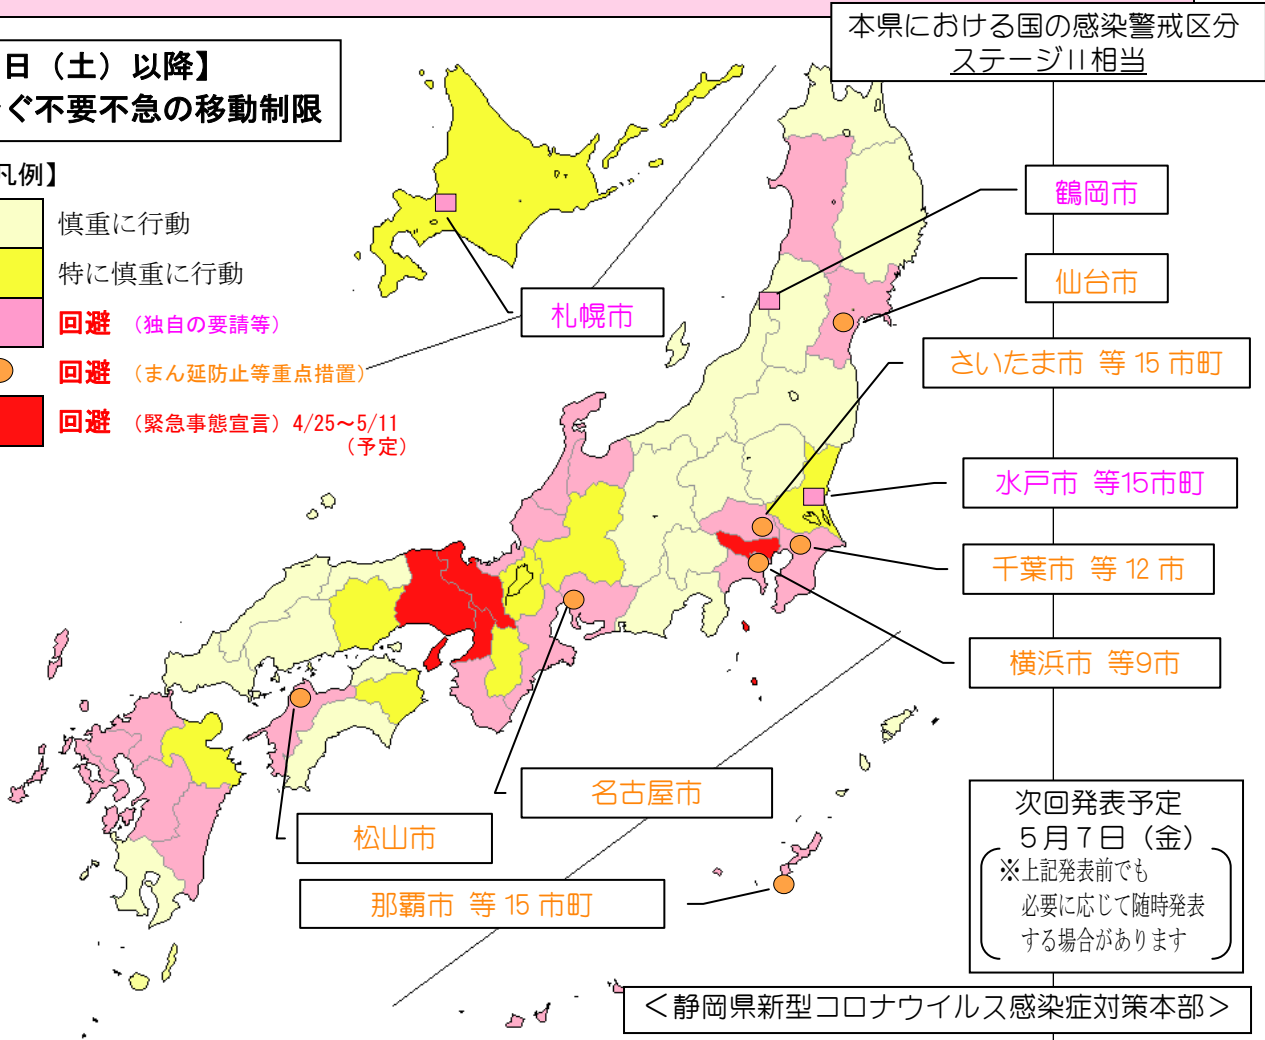 本県における国の感染警戒区分
ステージⅡ相当
日（土）以降】
ぐ不要不急の移動制限
凡例】
慎重に行動
特に慎重に行動
回避 （独自の要請等）
回避 （まん延防止等重点措置）
回避 （緊急事態宣言）4/25～5/11
（予定）
鶴岡市
仙台市
札幌市
さいたま市 等 15 市町
水戸市 等15市町
千葉市 等 12 市
横浜市 等9市
名古屋市
松山市
那覇市 等 15 市町
次回発表予定
５月７日（金）
※上記発表前でも
必要に応じて随時発表
する場合があります
＜静岡県新型コロナウイルス感染症対策本部＞